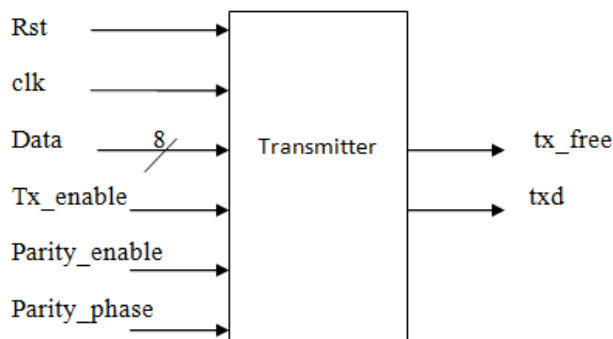 Rst
clk
Data 8
Tx_enable
Parity_enable
Parity_phase
Transmitter
tx_free
txd